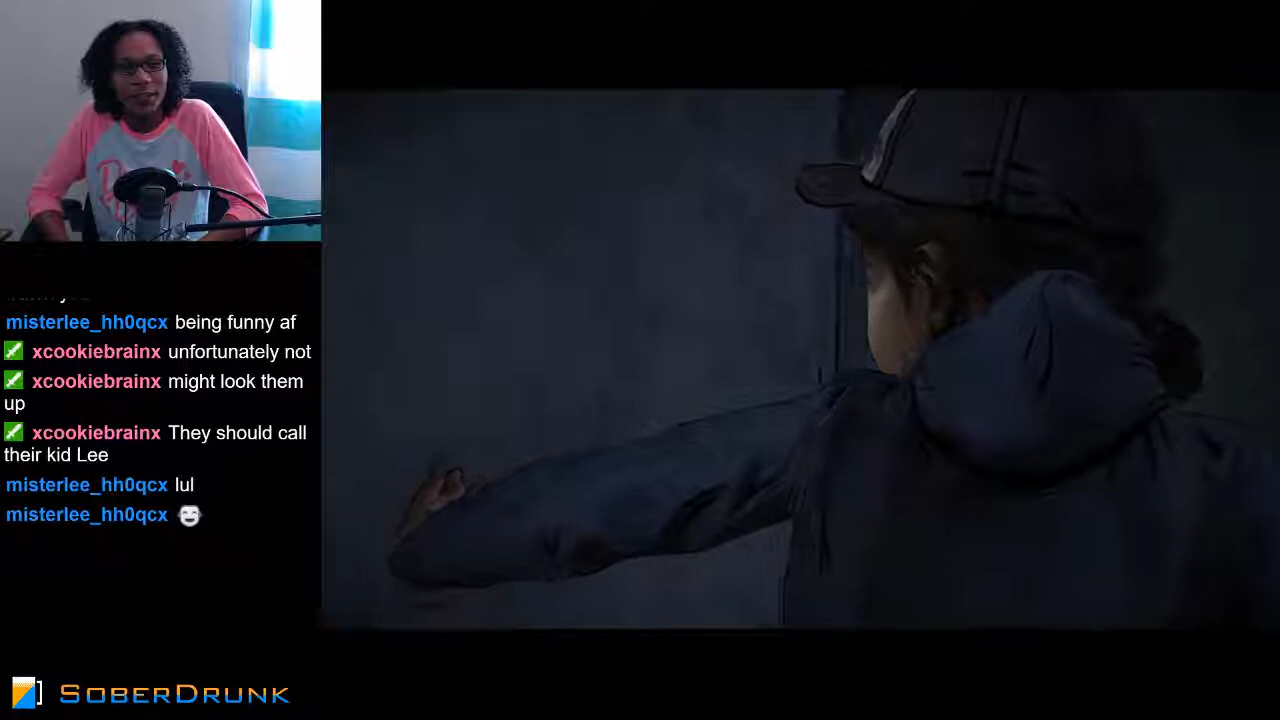 misterlee_hh0qcx being funny af
xcookiebrainx unfortunately not
xcookiebrainx might look them
up
xcookiebrainx They should call
their kid Lee
misterlee_hh0qcx lul
misterlee_hh0qcx
SOBERDRUNK